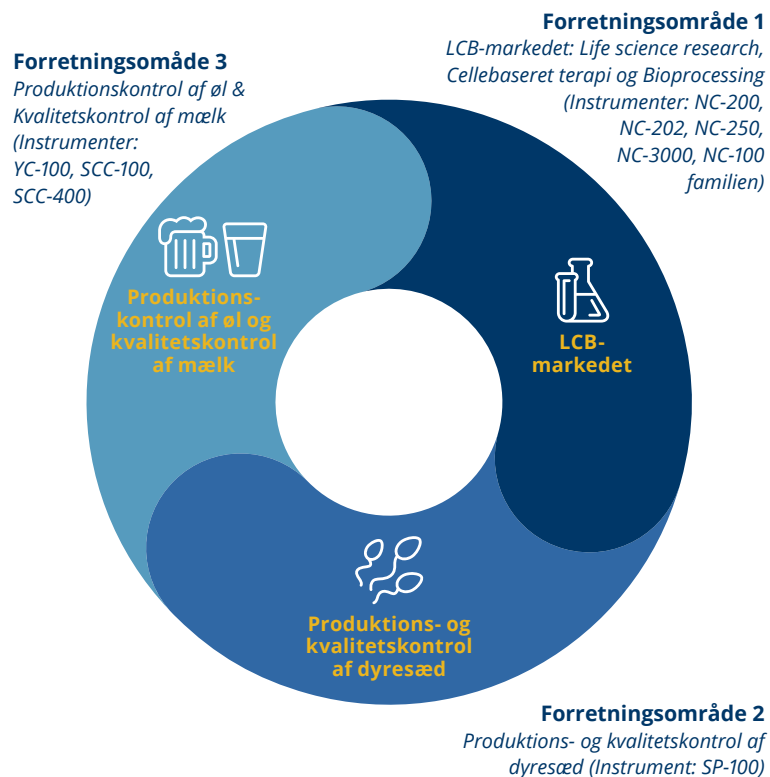 Forretningsområde 1
LCB-markedet: Life science research,
Cellebaseret terapi og Bioprocessing
(Instrumenter: NC-200,
NC-202, NC-250,
NC-3000, NC-100
familien)
Forretningsomåde 3
Produktionskontrol af øl &
Kvalitetskontrol af mælk
(Instrumenter:
YC-100, SCC-100,
SCC-400)
Produktions-
kontrol af øl og
kvalitetskontrol
af mælk
LCB-
markedet
Produktions- og
kvalitetskontrol
af dyresæd
Forretningsområde 2
Produktions- og kvalitetskontrol af
dyresæd (Instrument: SP-100)